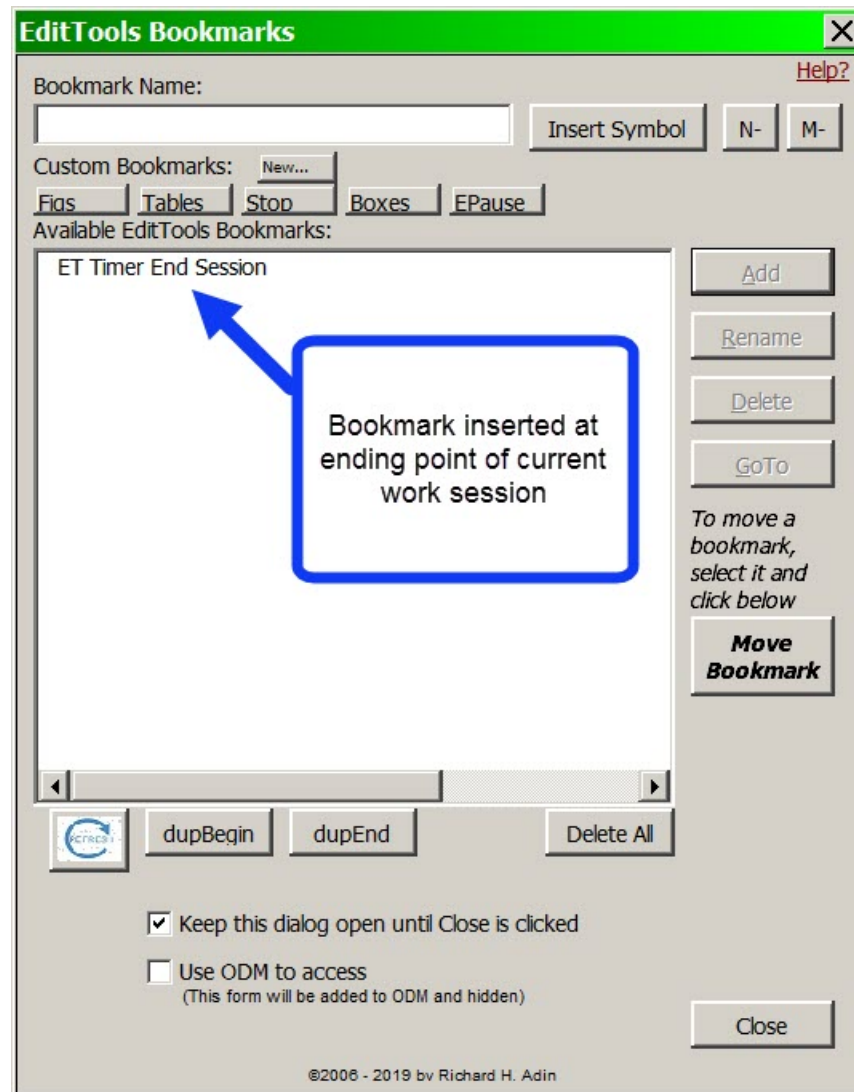 EditTools Bookmarks
Help?
Bookmark Name:
Insert Symbol
N-
M-
Custom Bookmarks:
New...
Figs
Tables
Stop
Boxes
EPause
Available EditTools Bookmarks:
ET Timer End Session
Add
Rename
Delete
GoTo
Bookmark inserted at
ending point of current
work session
To move a
bookmark,
select it and
click below
Move
Bookmark
REFRESH
dupBegin
dupEnd
Delete All
Keep this dialog open until Close is clicked
Use ODM to access
(This form will be added to ODM and hidden)
Close
©2006 - 2019 by Richard H. Adin